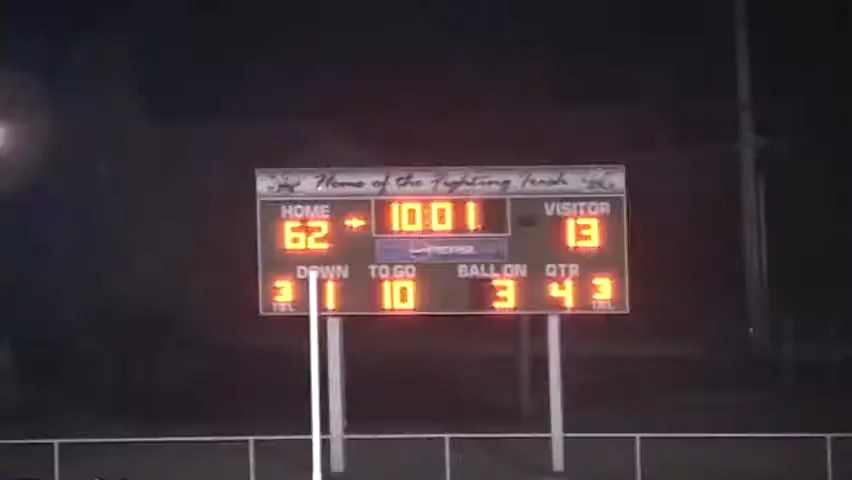 Home of the Fighting
HOME 10:01 VISITOR
62 13
PEPSI
DOWN TO GO BALL ON QTR
3 1 10 3 4 3
TOL TOL